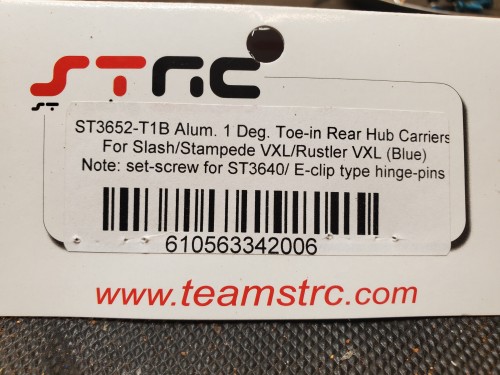 STRC
ST
ST3652-T1B Alum. 1 Deg. Toe-in Rear Hub Carriers
For Slash/Stampede VXL/Rustler VXL (Blue)
Note: set-screw for ST3640/ E-clip type hinge-pins
610563342006
www.teamstrc.com